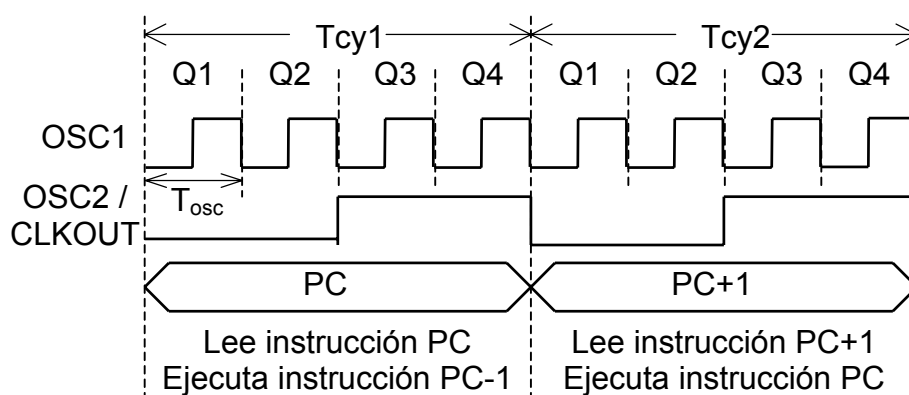 Tcy1 Tcy2
Q1 Q2 Q3 Q4 Q1 Q2 Q3 Q4
OSC1
OSC2 /
CLKOUT
Tosc
PC PC+1
Lee instrucción PC
Ejecuta instrucción PC-1
Lee instrucción PC+1
Ejecuta instrucción PC